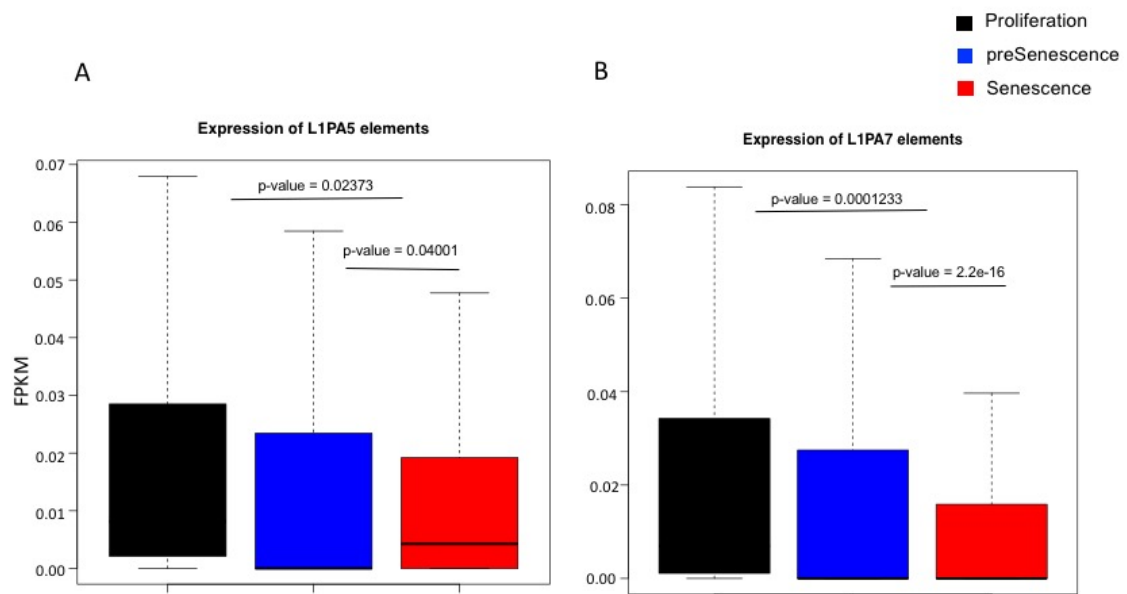 Proliferation
preSenescence
Senescence
A
Expression of L1PA5 elements
FPKM
0.07
0.06
0.05
0.04
0.03
0.02
0.01
0.00
p-value = 0.02373
p-value = 0.04001
B
Expression of L1PA7 elements
0.08
0.06
0.04
0.02
0.00
p-value = 0.0001233
p-value = 2.2e-16